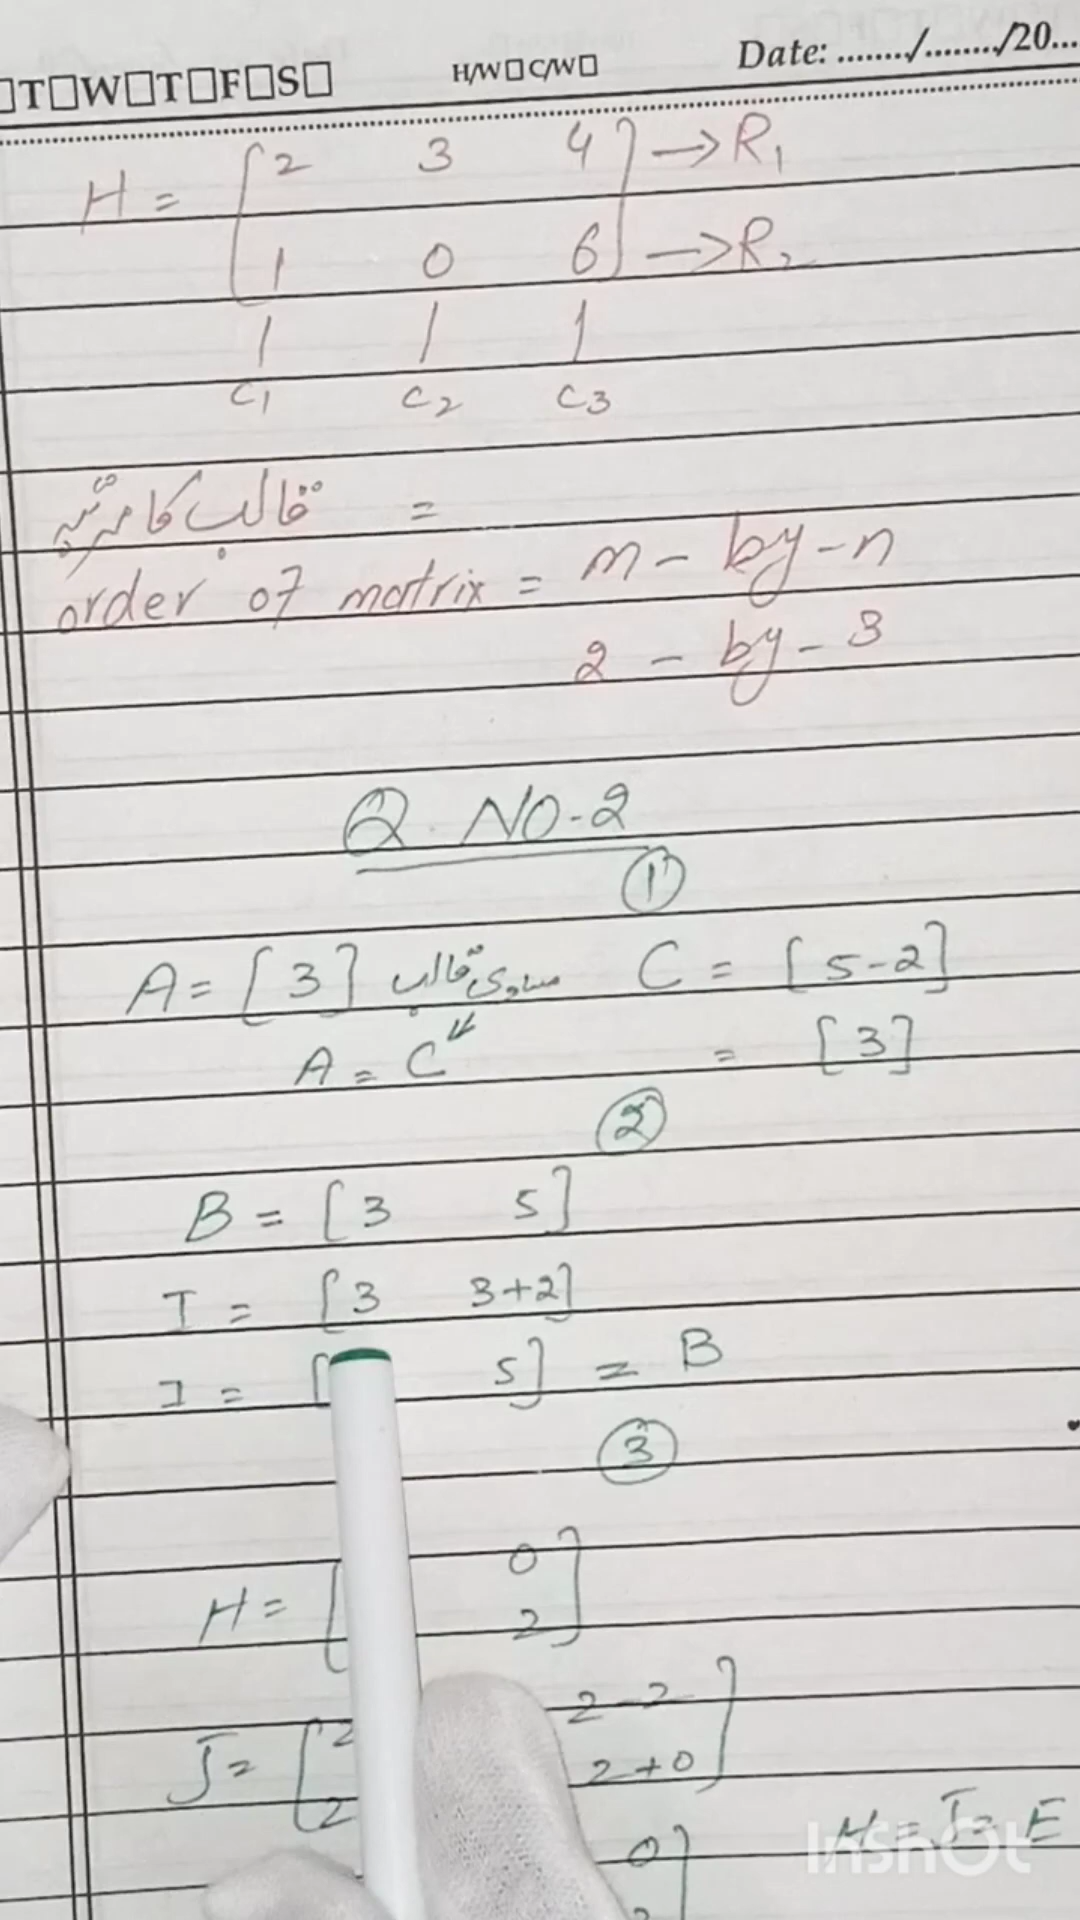 T□W□T□F□S□ H/W□C/W□ Date: ......../......../20...
H = [2 3 4] → R₁
[1 0 6] → R₂
C₁ C₂ C₃
قالب کا مرتبہ =
order of matrix = m - by - n
2 - by - 3
Q. NO-2
①
A = [3] مساوی قالب C = [5-2]
A = C = [3]
②
B = [3 5]
I = [3 3+2]
I = [ 5] = B
③
H = [ 0
2]
J = [2 2-2
2 2+0]
H = J = E
0]
InShot